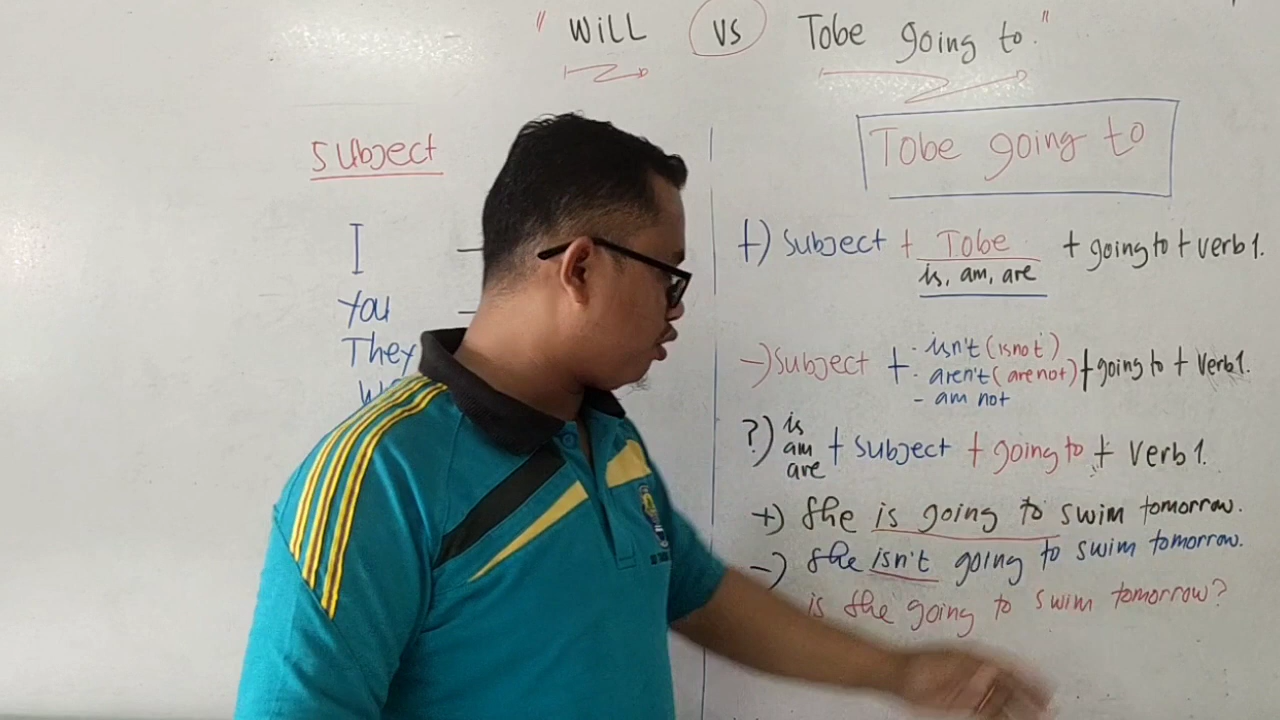 " WiLL VS Tobe going to."
Subject
I
You
They
Tobe going to
+) Subject + Tobe + going to + verb 1.
is, am, are
-) Subject + · isn't (is not) + going to + Verb 1.
· aren't (are not)
- am not
?) is am are + Subject + going to + Verb 1.
+) She is going to swim tomorrow.
-) She isn't going to swim tomorrow.
is she going to swim tomorrow?